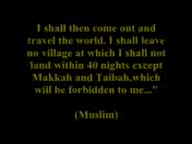 I shall then come out and
travel the world. I shall leave
no village at which I shall not
land within 40 nights except
Makkah and Taibah,which
will be forbidden to me..."
(Muslim)